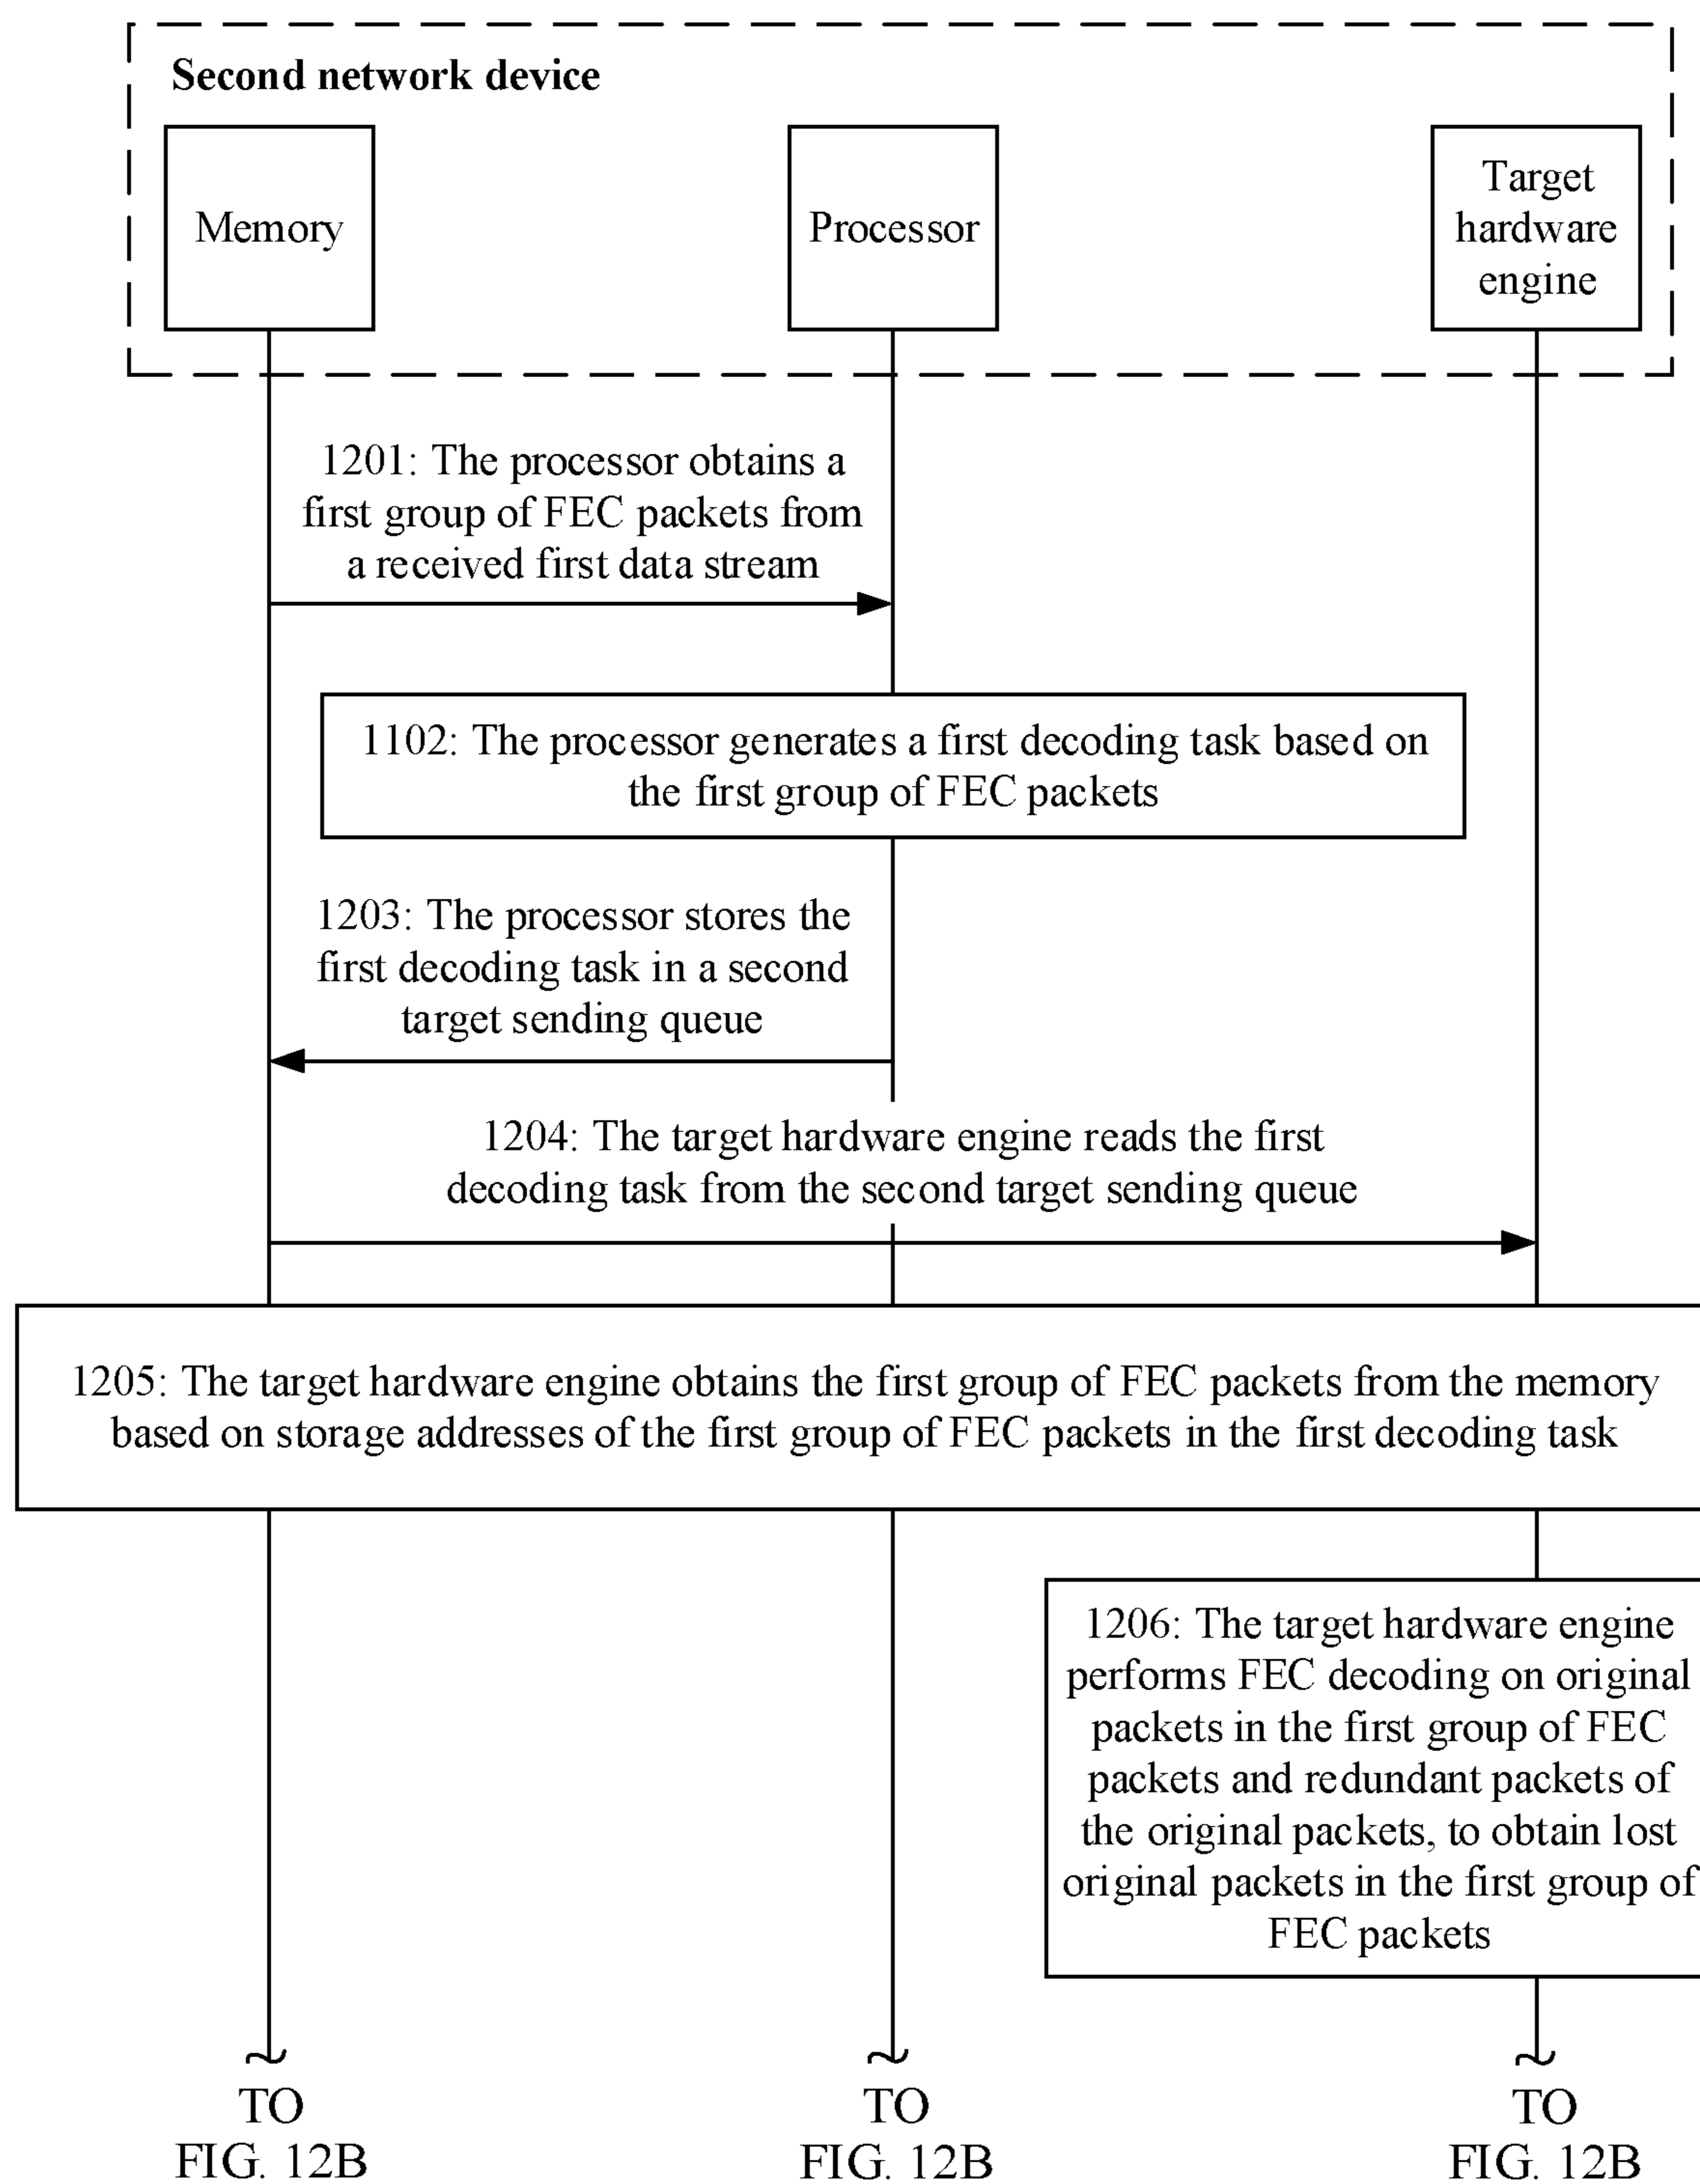 Second network device
Memory
Processor
Target
hardware
engine
1201: The processor obtains a
first group of FEC packets from
a received first data stream
1102: The processor generates a first decoding task based on
the first group of FEC packets
1203: The processor stores the
first decoding task in a second
target sending queue
1204: The target hardware engine reads the first
decoding task from the second target sending queue
1205: The target hardware engine obtains the first group of FEC packets from the memory
based on storage addresses of the first group of FEC packets in the first decoding task
1206: The target hardware engine
performs FEC decoding on original
packets in the first group of FEC
packets and redundant packets of
the original packets, to obtain lost
original packets in the first group of
FEC packets
TO
FIG. 12B
TO
FIG. 12B
TO
FIG. 12B